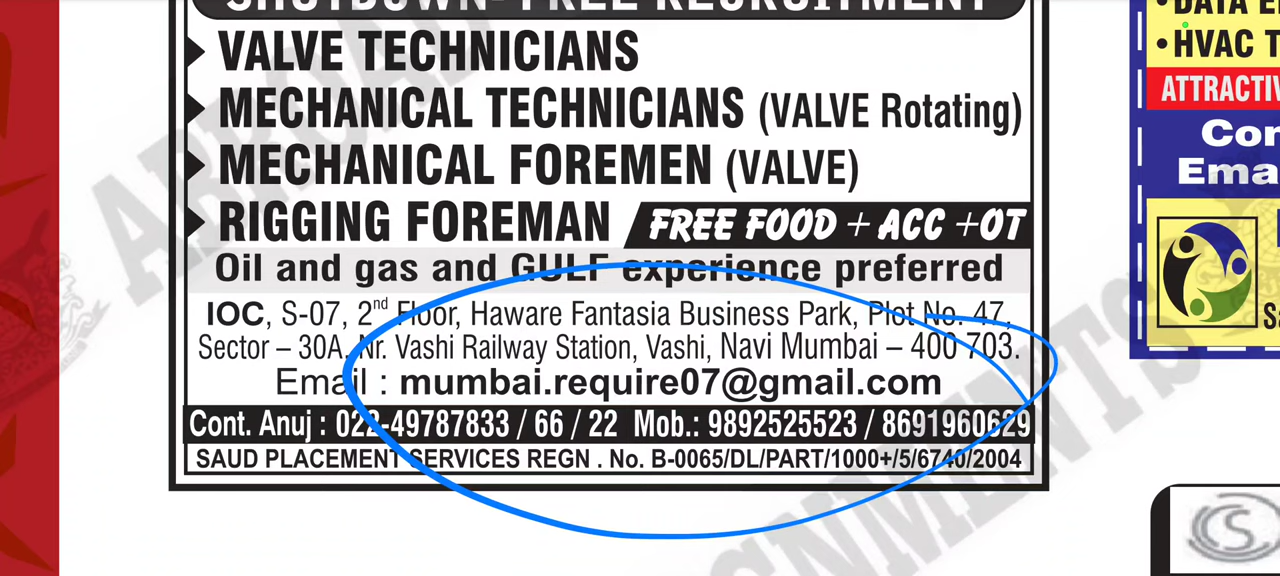 SHUTDOWN- FREE RECRUITMENT
VALVE TECHNICIANS
MECHANICAL TECHNICIANS (VALVE Rotating)
MECHANICAL FOREMEN (VALVE)
RIGGING FOREMAN FREE FOOD + ACC +OT
Oil and gas and GULF experience preferred
IOC, S-07, 2nd Floor, Haware Fantasia Business Park, Plot No. 47,
Sector – 30A, Nr. Vashi Railway Station, Vashi, Navi Mumbai – 400 703.
Email : mumbai.require07@gmail.com
Cont. Anuj : 022-49787833 / 66 / 22 Mob.: 9892525523 / 8691960629
SAUD PLACEMENT SERVICES REGN . No. B-0065/DL/PART/1000+/5/6740/2004
•HVAC